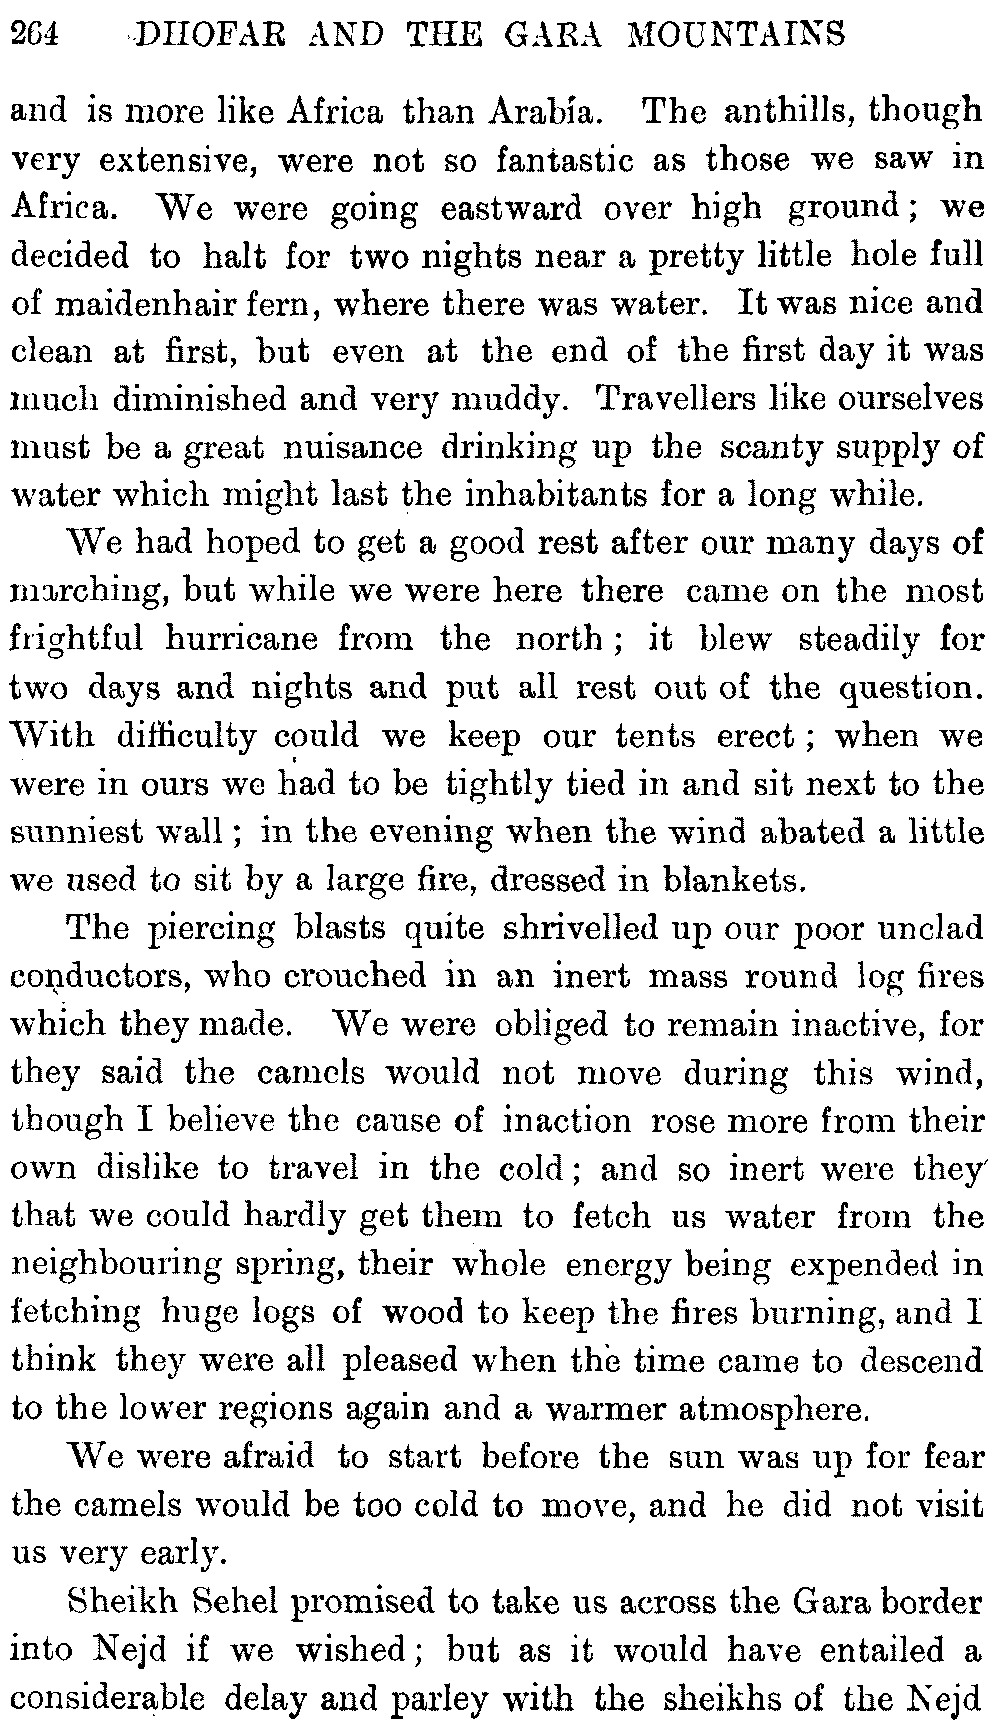 264 DHOFAR AND THE GARA MOUNTAINS
and is more like Africa than Arabía. The anthills, though
very extensive, were not so fantastic as those we saw in
Africa. We were going eastward over high ground; we
decided to halt for two nights near a pretty little hole full
of maidenhair fern, where there was water. It was nice and
clean at first, but even at the end of the first day it was
much diminished and very muddy. Travellers like ourselves
must be a great nuisance drinking up the scanty supply of
water which might last the inhabitants for a long while.
We had hoped to get a good rest after our many days of
marching, but while we were here there came on the most
frightful hurricane from the north; it blew steadily for
two days and nights and put all rest out of the question.
With difficulty could we keep our tents erect; when we
were in ours we had to be tightly tied in and sit next to the
sunniest wall; in the evening when the wind abated a little
we used to sit by a large fire, dressed in blankets.
The piercing blasts quite shrivelled up our poor unclad
conductors, who crouched in an inert mass round log fires
which they made. We were obliged to remain inactive, for
they said the camels would not move during this wind,
though I believe the cause of inaction rose more from their
own dislike to travel in the cold; and so inert were they
that we could hardly get them to fetch us water from the
neighbouring spring, their whole energy being expended in
fetching huge logs of wood to keep the fires burning, and I
think they were all pleased when the time came to descend
to the lower regions again and a warmer atmosphere.
We were afraid to start before the sun was up for fear
the camels would be too cold to move, and he did not visit
us very early.
Sheikh Sehel promised to take us across the Gara border
into Nejd if we wished; but as it would have entailed a
considerable delay and parley with the sheikhs of the Nejd